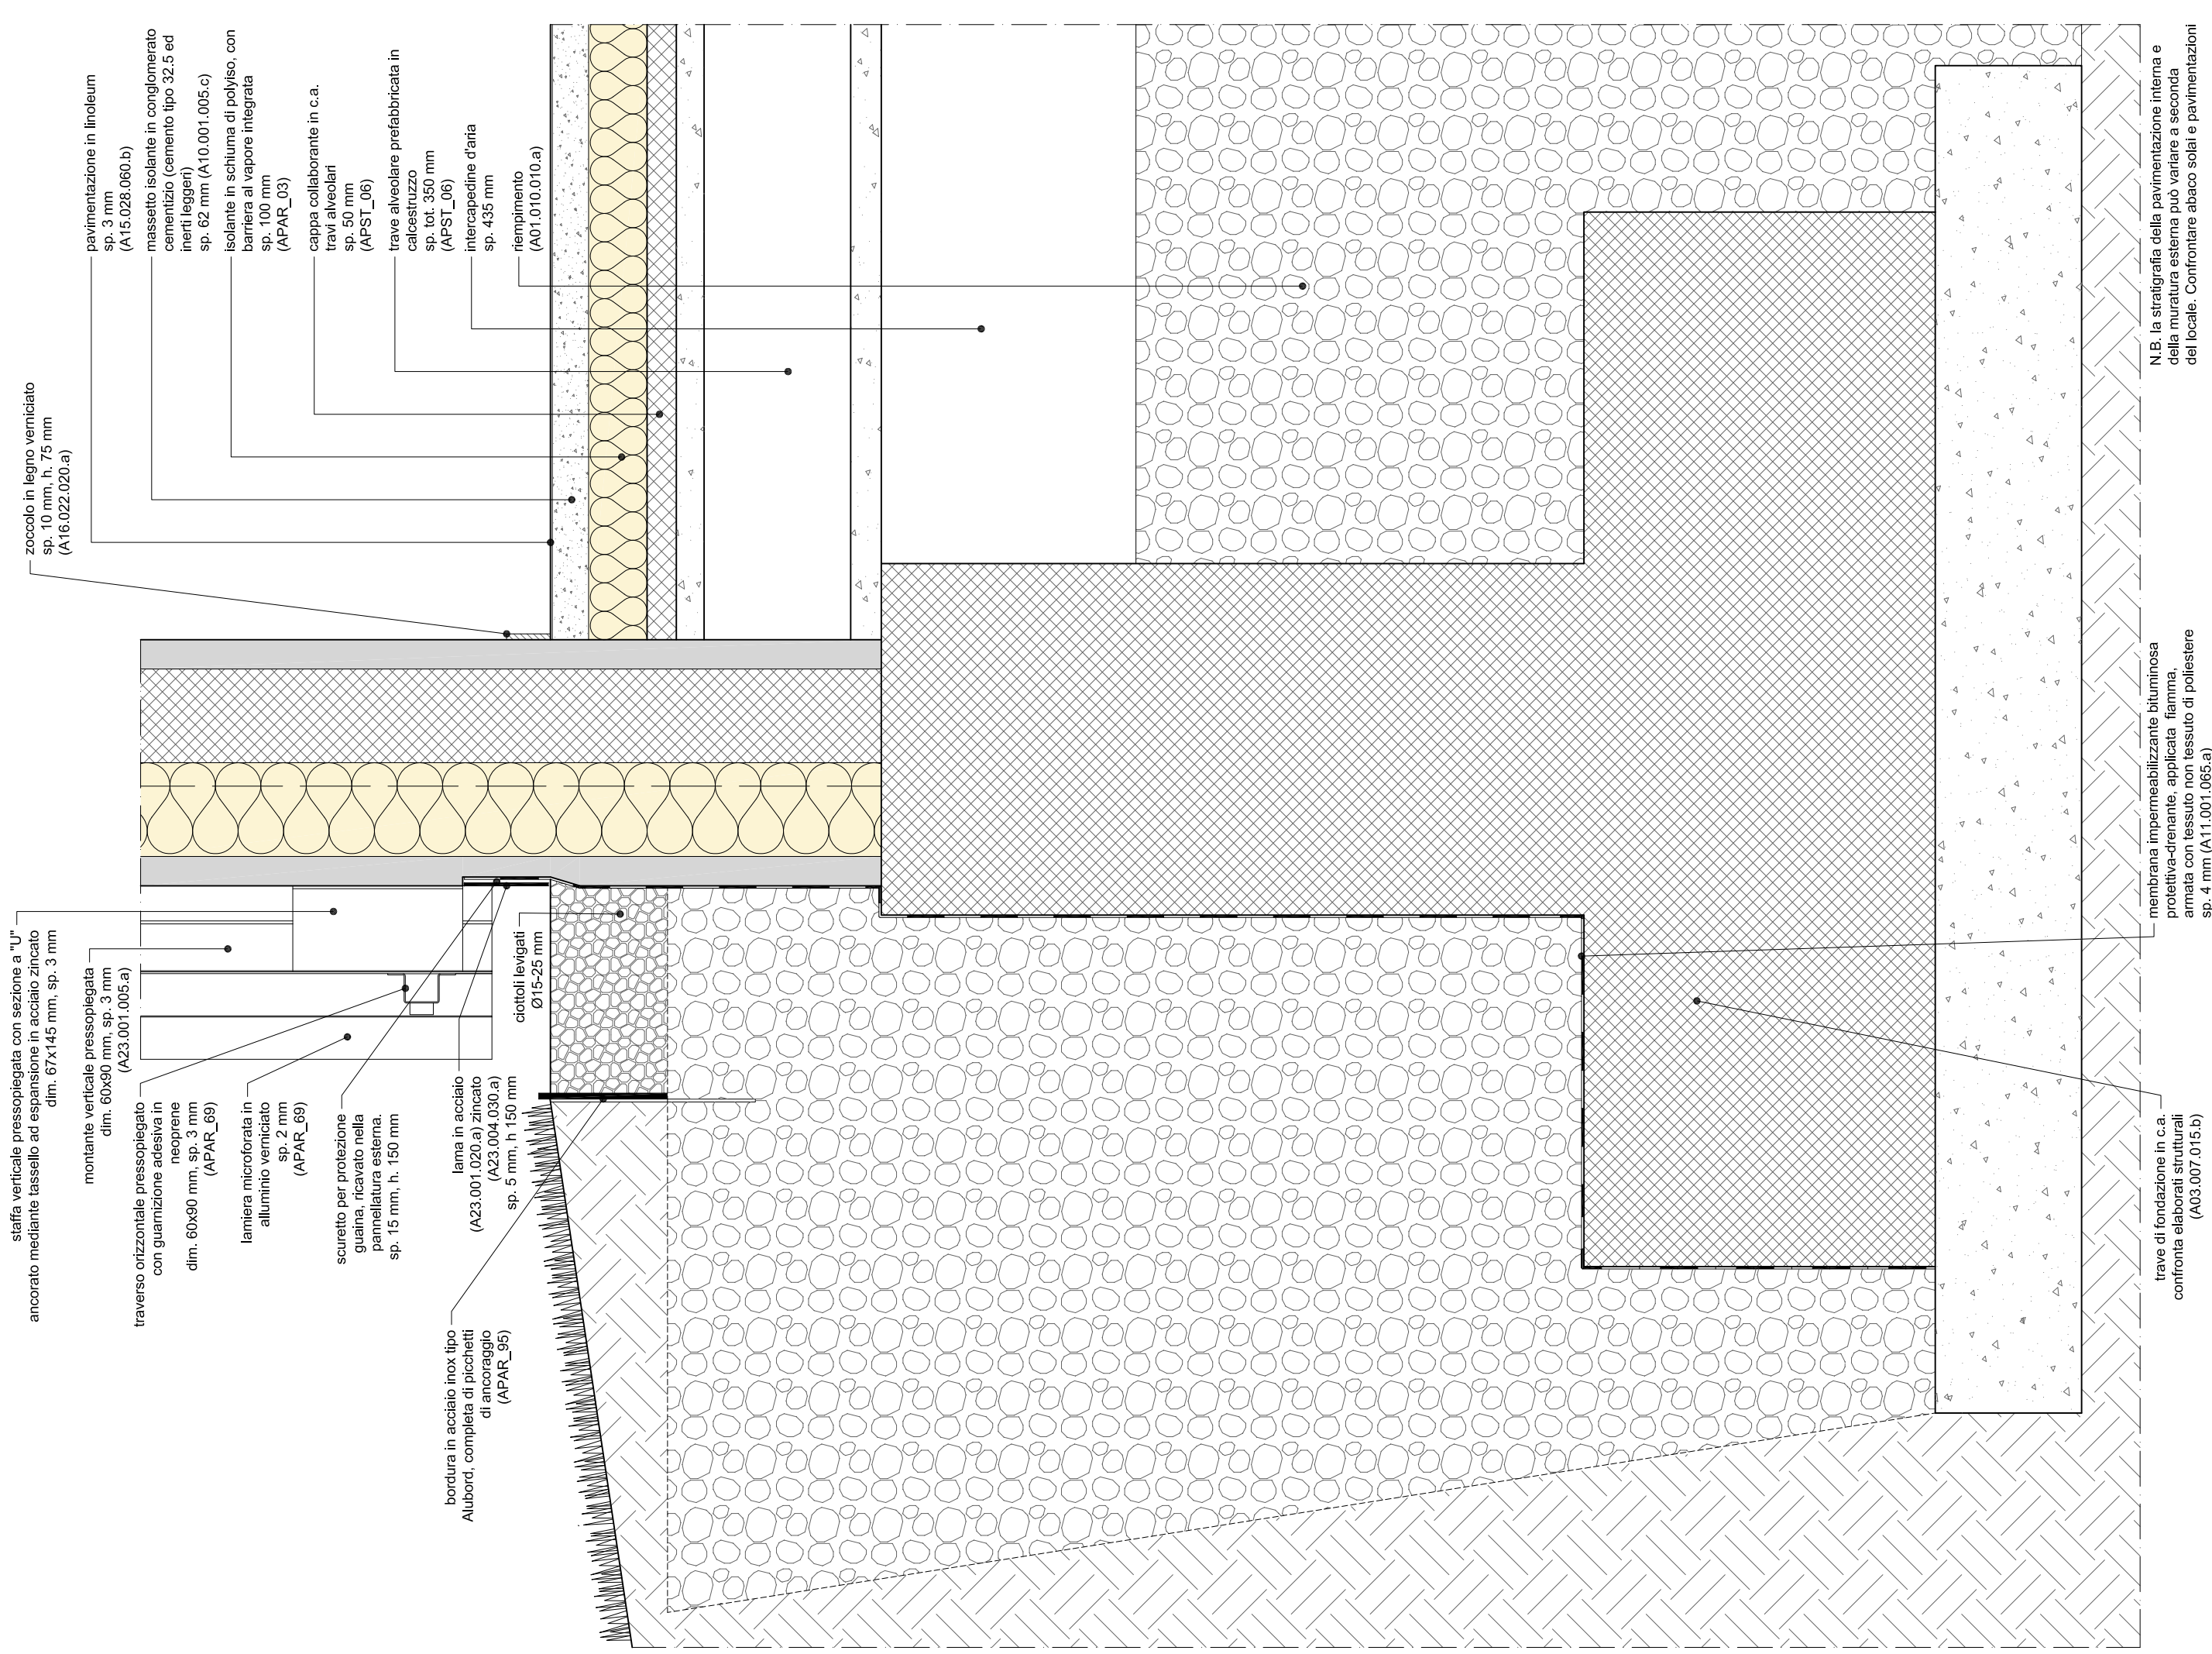 staffa verticale pressopiegata con sezione a "U"
ancorato mediante tassello ad espansione in acciaio zincato
dim. 67x145 mm, sp. 3 mm
montante verticale pressopiegata
dim. 60x90 mm, sp. 3 mm
(A23.001.005.a)
traverso orizzontale pressopiegato
con guarnizione adesiva in
neoprene
dim. 60x90 mm, sp. 3 mm
(APAR_69)
lamiera microforata in
alluminio verniciato
sp. 2 mm
(APAR_69)
scuretto per protezione
guaina, ricavato nella
pannellatura esterna.
sp. 15 mm, h. 150 mm
lama in acciaio
(A23.001.020.a) zincato
(A23.004.030.a)
sp. 5 mm, h 150 mm
bordura in acciaio inox tipo
Alubord, completa di picchetti
di ancoraggio
(APAR_95)
ciottoli levigati
Ø15-25 mm
zoccolo in legno verniciato
sp. 10 mm, h. 75 mm
(A16.022.020.a)
pavimentazione in linoleum
sp. 3 mm
(A15.028.060.b)
massetto isolante in conglomerato
cementizio (cemento tipo 32.5 ed
inerti leggeri)
sp. 62 mm (A10.001.005.c)
isolante in schiuma di polyiso, con
barriera al vapore integrata
sp.100 mm
(APAR_03)
cappa collaborante in c.a.
travi alveolari
sp. 50 mm
(APST_06)
trave alveolare prefabbricata in
calcestruzzo
sp. tot. 350 mm
(APST_06)
intercapedine d'aria
sp. 435 mm
riempimento
(A01.010.010.a)
trave di fondazione in c.a.
confronta elaborati strutturali
(A03.007.015.b)
membrana impermeabilizzante bituminosa
protettiva-drenante, applicata fiamma,
armata con tessuto non tessuto di poliestere
sp. 4 mm (A11.001.065.a)
N.B. la stratigrafia della pavimentazione interna e
della muratura esterna può variare a seconda
del locale. Confrontare abaco solai e pavimentazioni